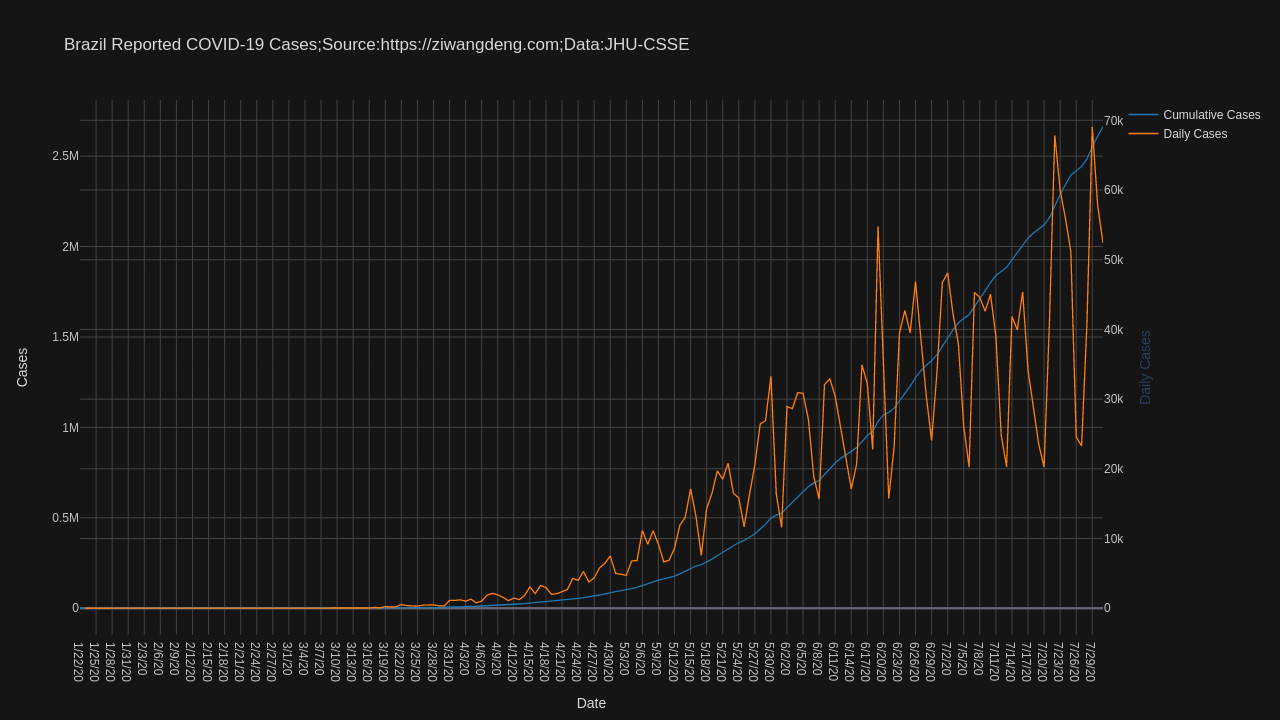 Brazil Reported COVID-19 Cases;Source:https://ziwangdeng.com;Data:JHU-CSSE
Cumulative Cases
Daily Cases
70k
2.5M
60k
2M
50k
1.5M
40k
Cases
Daily Cases
30k
1M
20k
0.5M
10k
0
0
1/22/20 1/25/20 1/28/20 1/31/20 2/3/20 2/6/20 2/9/20 2/12/20 2/15/20 2/18/20 2/21/20 2/24/20 2/27/20 3/1/20 3/4/20 3/7/20 3/10/20 3/13/20 3/16/20 3/19/20 3/22/20 3/25/20 3/28/20 3/31/20 4/3/20 4/6/20 4/9/20 4/12/20 4/15/20 4/18/20 4/21/20 4/24/20 4/27/20 4/30/20 5/3/20 5/6/20 5/9/20 5/12/20 5/15/20 5/18/20 5/21/20 5/24/20 5/27/20 5/30/20 6/2/20 6/5/20 6/8/20 6/11/20 6/14/20 6/17/20 6/20/20 6/23/20 6/26/20 6/29/20 7/2/20 7/5/20 7/8/20 7/11/20 7/14/20 7/17/20 7/20/20 7/23/20 7/26/20 7/29/20
Date